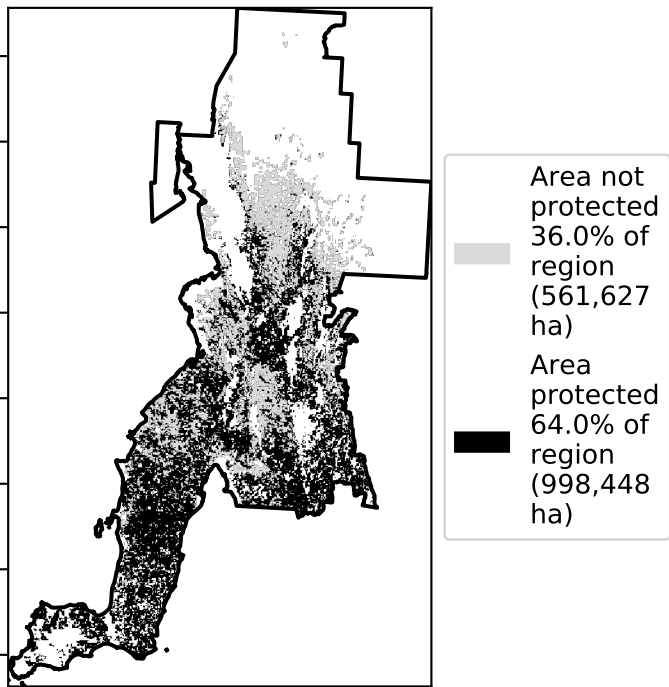 Area not
protected
36.0% of
region
(561,627
ha)
Area
protected
64.0% of
region
(998,448
ha)